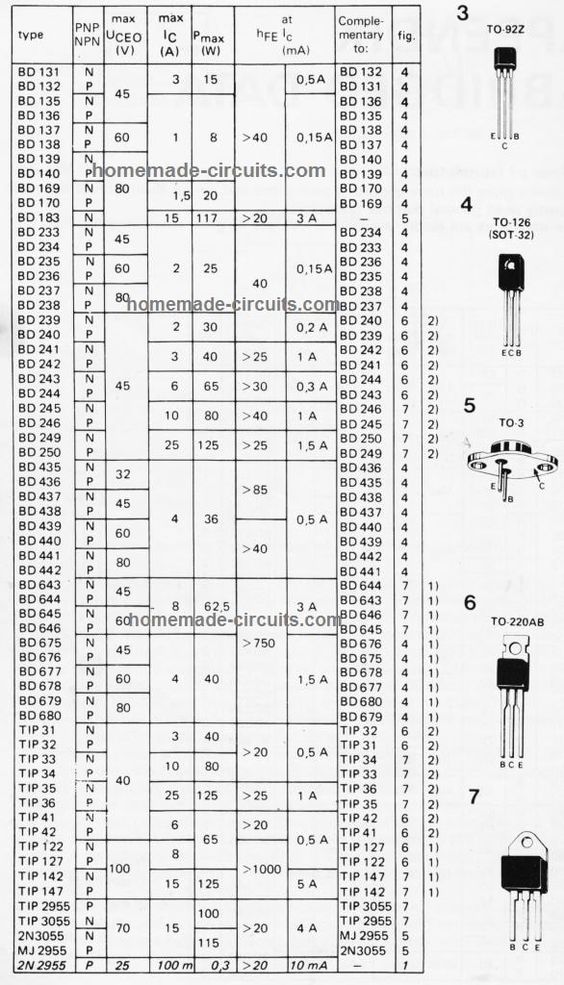 type PNP NPN max UCEO (V) max IC (A) Pmax (W) hFE at IC (mA) Comple- mentary to: fig.
BD 131 N 45 3 15 >40 0,5 A BD 132 4
BD 132 P BD 131 4
BD 135 N 1 8 0,15A BD 136 4
BD 136 P BD 135 4
BD 137 N 60 BD 138 4
BD 138 P BD 137 4
BD 139 N 80 BD 140 4
BD 140 P BD 139 4
homemade-circuits.com
BD 169 N 1,5 20 BD 170 4
BD 170 P BD 169 4
BD 183 N 15 117 >20 3 A – 5
BD 233 N 45 2 25 40 0,15A BD 234 4
BD 234 P BD 233 4
BD 235 N 60 BD 236 4
BD 236 P BD 235 4
BD 237 N 80 BD 238 4
BD 238 P BD 237 4
homemade-circuits.com
BD 239 N 45 2 30 0,2 A BD 240 6 2)
BD 240 P BD 239 6 2)
BD 241 N 3 40 >25 1 A BD 242 6 2)
BD 242 P BD 241 6 2)
BD 243 N 6 65 >30 0,3 A BD 244 6 2)
BD 244 P BD 243 6 2)
BD 245 N 10 80 >40 1 A BD 246 7 2)
BD 246 P BD 245 7 2)
BD 249 N 25 125 >25 1,5 A BD 250 7 2)
BD 250 P BD 249 7 2)
BD 435 N 32 4 36 >85 0,5 A BD 436 4
BD 436 P BD 435 4
BD 437 N 45 BD 438 4
BD 438 P BD 437 4
BD 439 N 60 >40 BD 440 4
BD 440 P BD 439 4
BD 441 N 80 BD 442 4
BD 442 P BD 441 4
BD 643 N 45 8 62,5 >750 3 A BD 644 7 1)
BD 644 P BD 643 7 1)
BD 645 N 60 BD 646 7 1)
BD 646 P BD 645 7 1)
homemade-circuits.com
BD 675 N 45 4 40 1,5 A BD 676 4 1)
BD 676 P BD 675 4 1)
BD 677 N 60 BD 678 4 1)
BD 678 P BD 677 4 1)
BD 679 N 80 BD 680 4 1)
BD 680 P BD 679 4 1)
TIP 31 N 40 3 40 >20 0,5 A TIP 32 6 2)
TIP 32 P TIP 31 6 2)
TIP 33 N 10 80 TIP 34 7 2)
TIP 34 P TIP 33 7 2)
TIP 35 N 25 125 >25 1 A TIP 36 7 2)
TIP 36 P TIP 35 7 2)
TIP 41 N 6 65 >20 0,5 A TIP 42 6 2)
TIP 42 P TIP 41 6 2)
TIP 122 N 100 8 >1000 TIP 127 6 1)
TIP 127 P TIP 122 6 1)
TIP 142 N 15 125 5 A TIP 147 7 1)
TIP 147 P TIP 142 7 1)
TIP 2955 P 70 15 100 >20 4 A TIP 3055 7
TIP 3055 N TIP 2955 7
2N3055 N 115 MJ 2955 5
MJ 2955 P 2N3055 5
2N 2955 P 25 100 m 0,3 >20 10 mA – 1
3
TO-92Z
E B
C
4
TO-126
(SOT-32)
E C B
5
TO-3
E C
B
6
TO-220AB
B C E
7
B C E